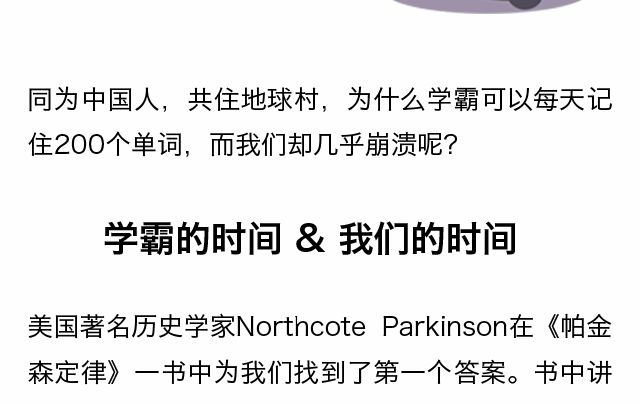 同为中国人，共住地球村，为什么学霸可以每天记
住200个单词，而我们却几乎崩溃呢？
学霸的时间 & 我们的时间
美国著名历史学家Northcote Parkinson在《帕金
森定律》一书中为我们找到了第一个答案。书中讲